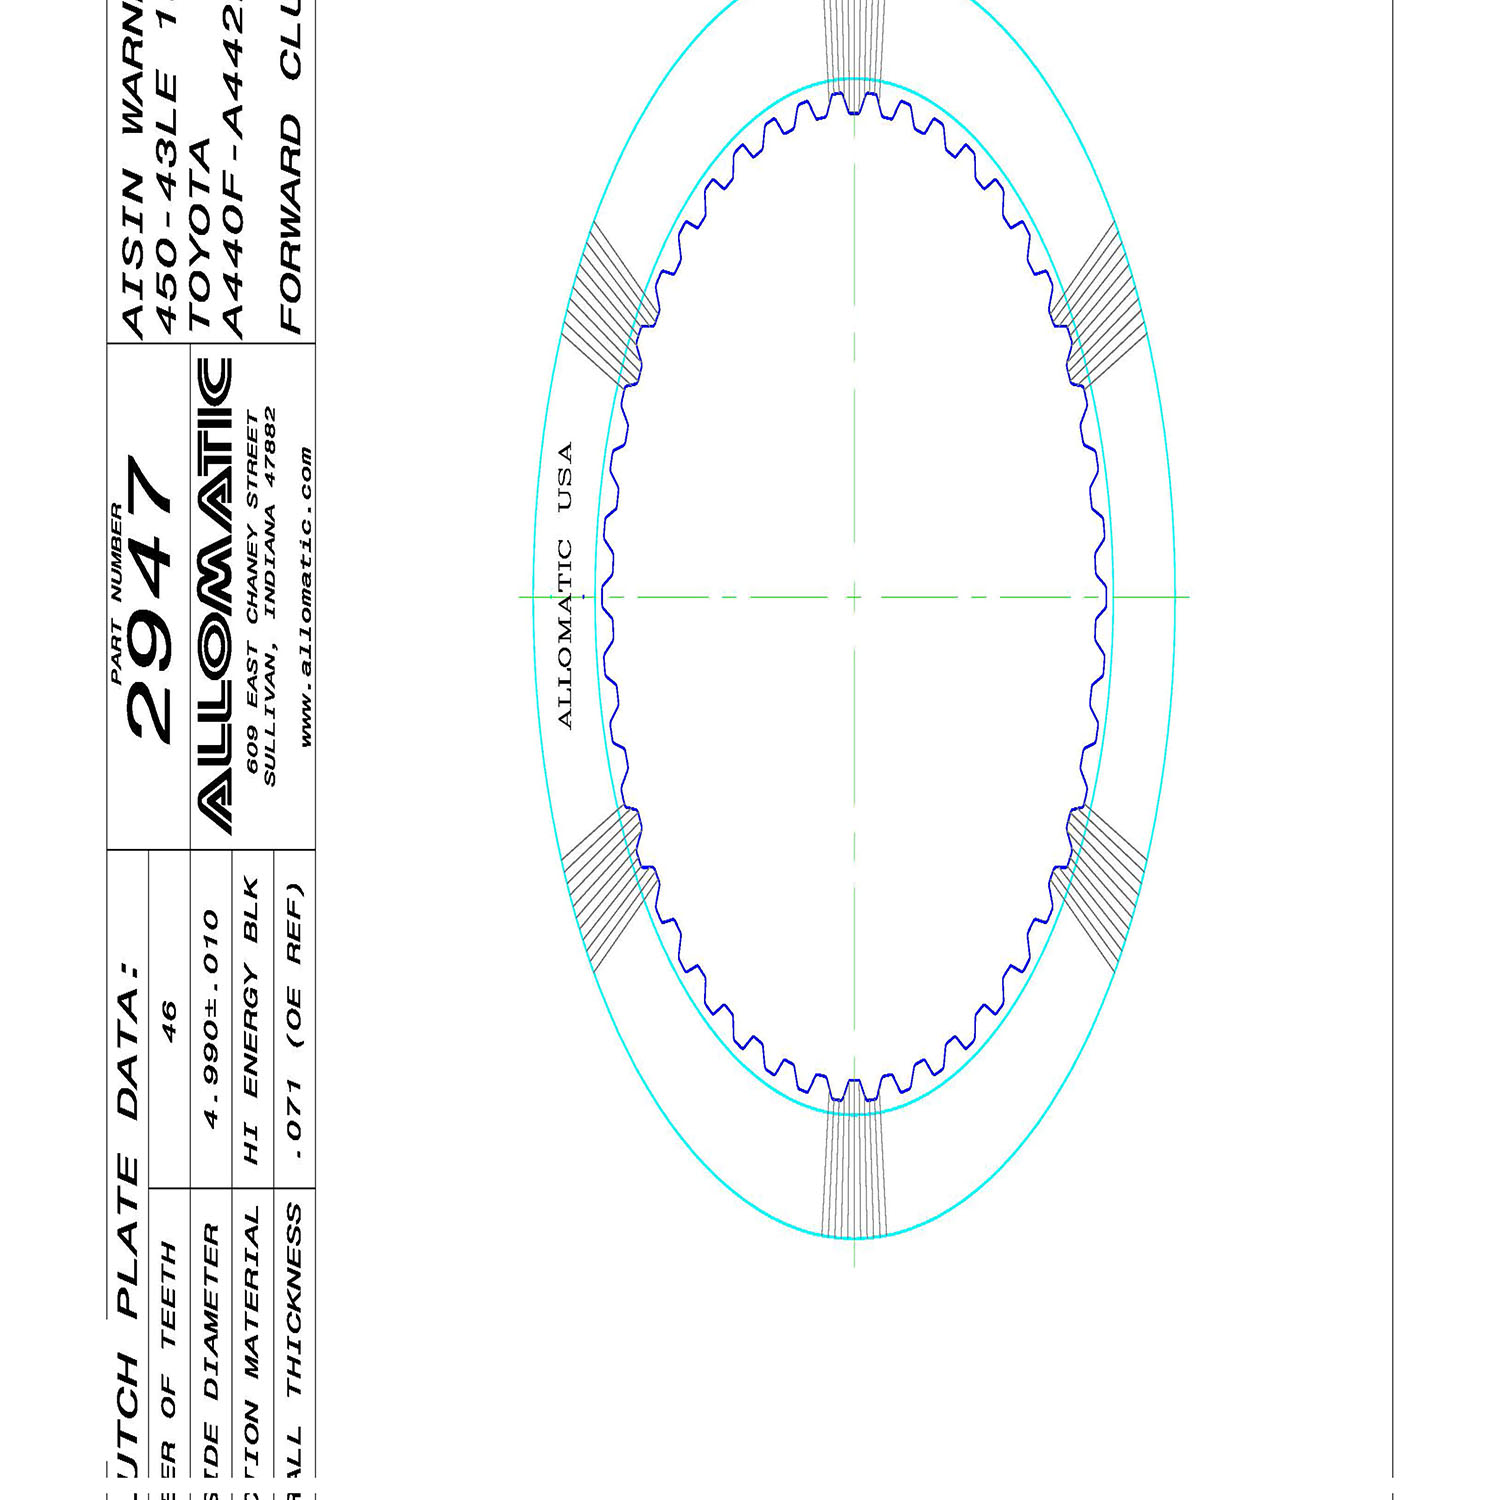 AISIN WARN
450-43LE 1
TOYOTA
A440F-A442
FORWARD CLU
PART NUMBER
2947
ALLOMATIC
609 EAST CHANEY STREET
SULLIVAN, INDIANA 47882
www.allomatic.com
UTCH PLATE DATA:
ER OF TEETH 46
IDE DIAMETER 4.990±.010
TION MATERIAL HI ENERGY BLK
ALL THICKNESS .071 (OE REF)
ALLOMATIC USA